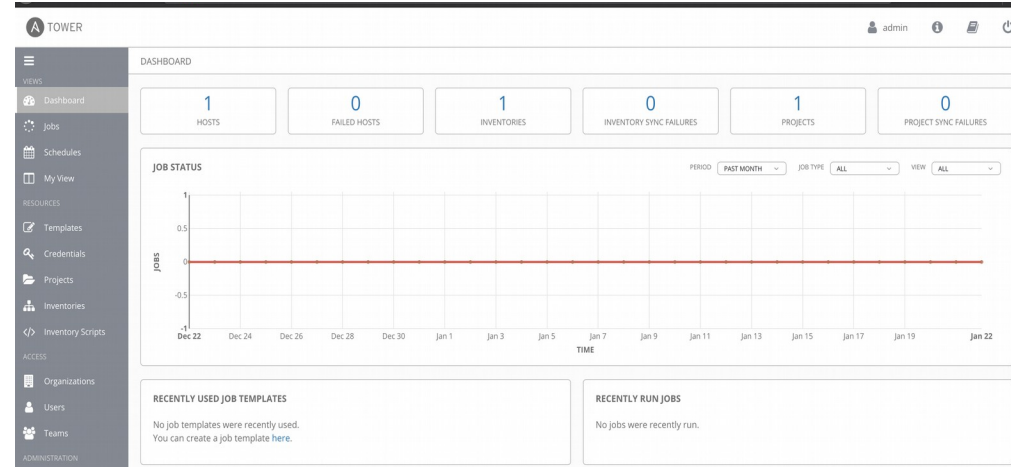 A TOWER
admin
DASHBOARD
VIEWS
Dashboard
Jobs
Schedules
My View
RESOURCES
Templates
Credentials
Projects
Inventories
Inventory Scripts
ACCESS
Organizations
Users
Teams
ADMINISTRATION
1
HOSTS
0
FAILED HOSTS
1
INVENTORIES
0
INVENTORY SYNC FAILURES
1
PROJECTS
0
PROJECT SYNC FAILURES
JOB STATUS
PERIOD PAST MONTH JOB TYPE ALL VIEW ALL
JOBS
1
0.5
0
-0.5
-1
Dec 22 Dec 24 Dec 26 Dec 28 Dec 30 Jan 1 Jan 3 Jan 5 Jan 7 Jan 9 Jan 11 Jan 13 Jan 15 Jan 17 Jan 19 Jan 22
TIME
RECENTLY USED JOB TEMPLATES
No job templates were recently used.
You can create a job template here.
RECENTLY RUN JOBS
No jobs were recently run.